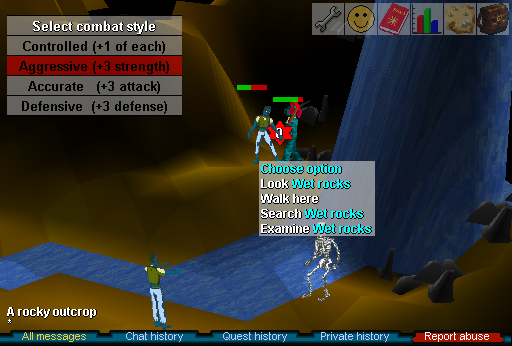 Select combat style
Controlled (+1 of each)
Aggressive (+3 strength)
Accurate (+3 attack)
Defensive (+3 defense)
0
Choose option
Look Wet rocks
Walk here
Search Wet rocks
Examine Wet rocks
A rocky outcrop
*
All messages
Chat history
Quest history
Private history
Report abuse